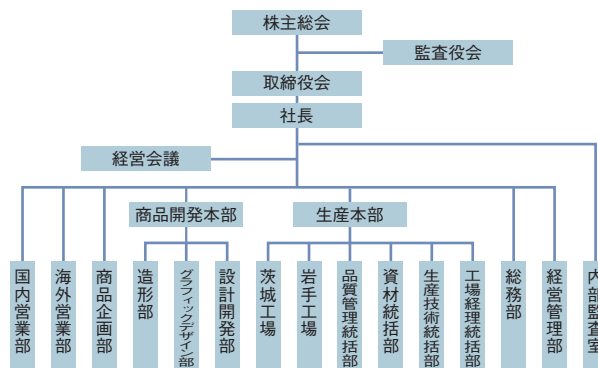 株主総会
監査役会
取締役会
社長
経営会議
商品開発本部
生産本部
国内営業部
海外営業部
商品企画部
造形部
グラフィックデザイン部
設計開発部
茨城工場
岩手工場
品質管理統括部
資材統括部
生産技術統括部
工場経理統括部
総務部
経営管理部
内部監査室